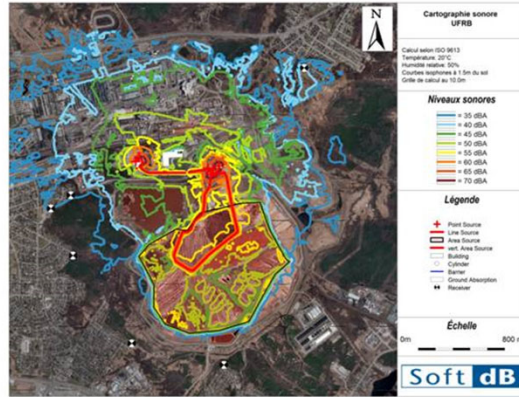 N
Cartographie sonore
UFRB
Calcul selon ISO 9613
Température: 20°C
Humidité relative: 50%
Courbes isophones à 1.5m du sol
Grille de calcul au 10.0m
Niveaux sonores
= 35 dBA
= 40 dBA
= 45 dBA
= 50 dBA
= 55 dBA
= 60 dBA
= 65 dBA
= 70 dBA
Légende
Point Source
Line Source
Area Source
vert. Area Source
Building
Cylinder
Barrier
Ground Absorption
Receiver
Échelle
0m 800
Soft dB